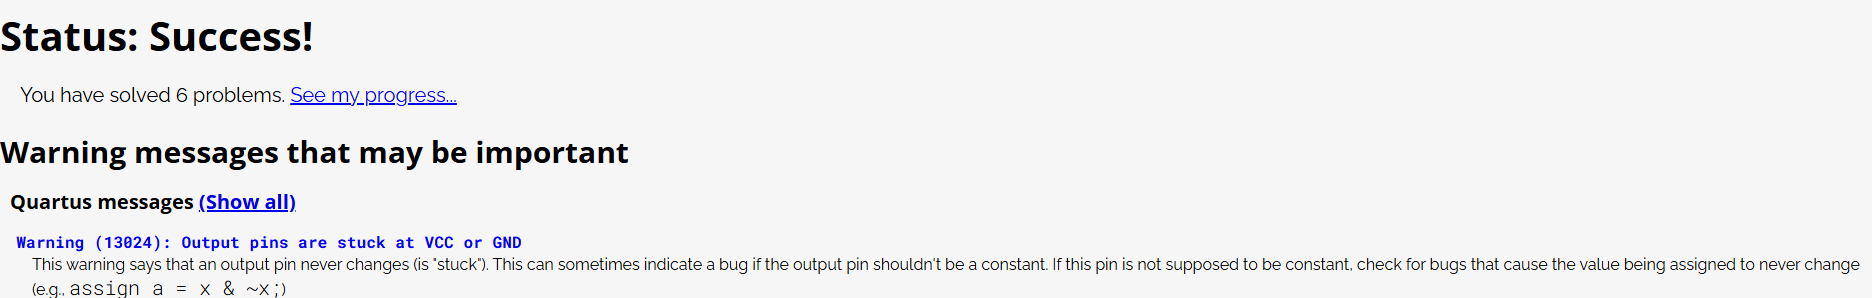 Status: Success!
You have solved 6 problems. See my progress...
Warning messages that may be important
Quartus messages (Show all)
Warning (13024): Output pins are stuck at VCC or GND
This warning says that an output pin never changes (is "stuck"). This can sometimes indicate a bug if the output pin shouldn't be a constant. If this pin is not supposed to be constant, check for bugs that cause the value being assigned to never change
(e.g., assign a = x & ~x;)